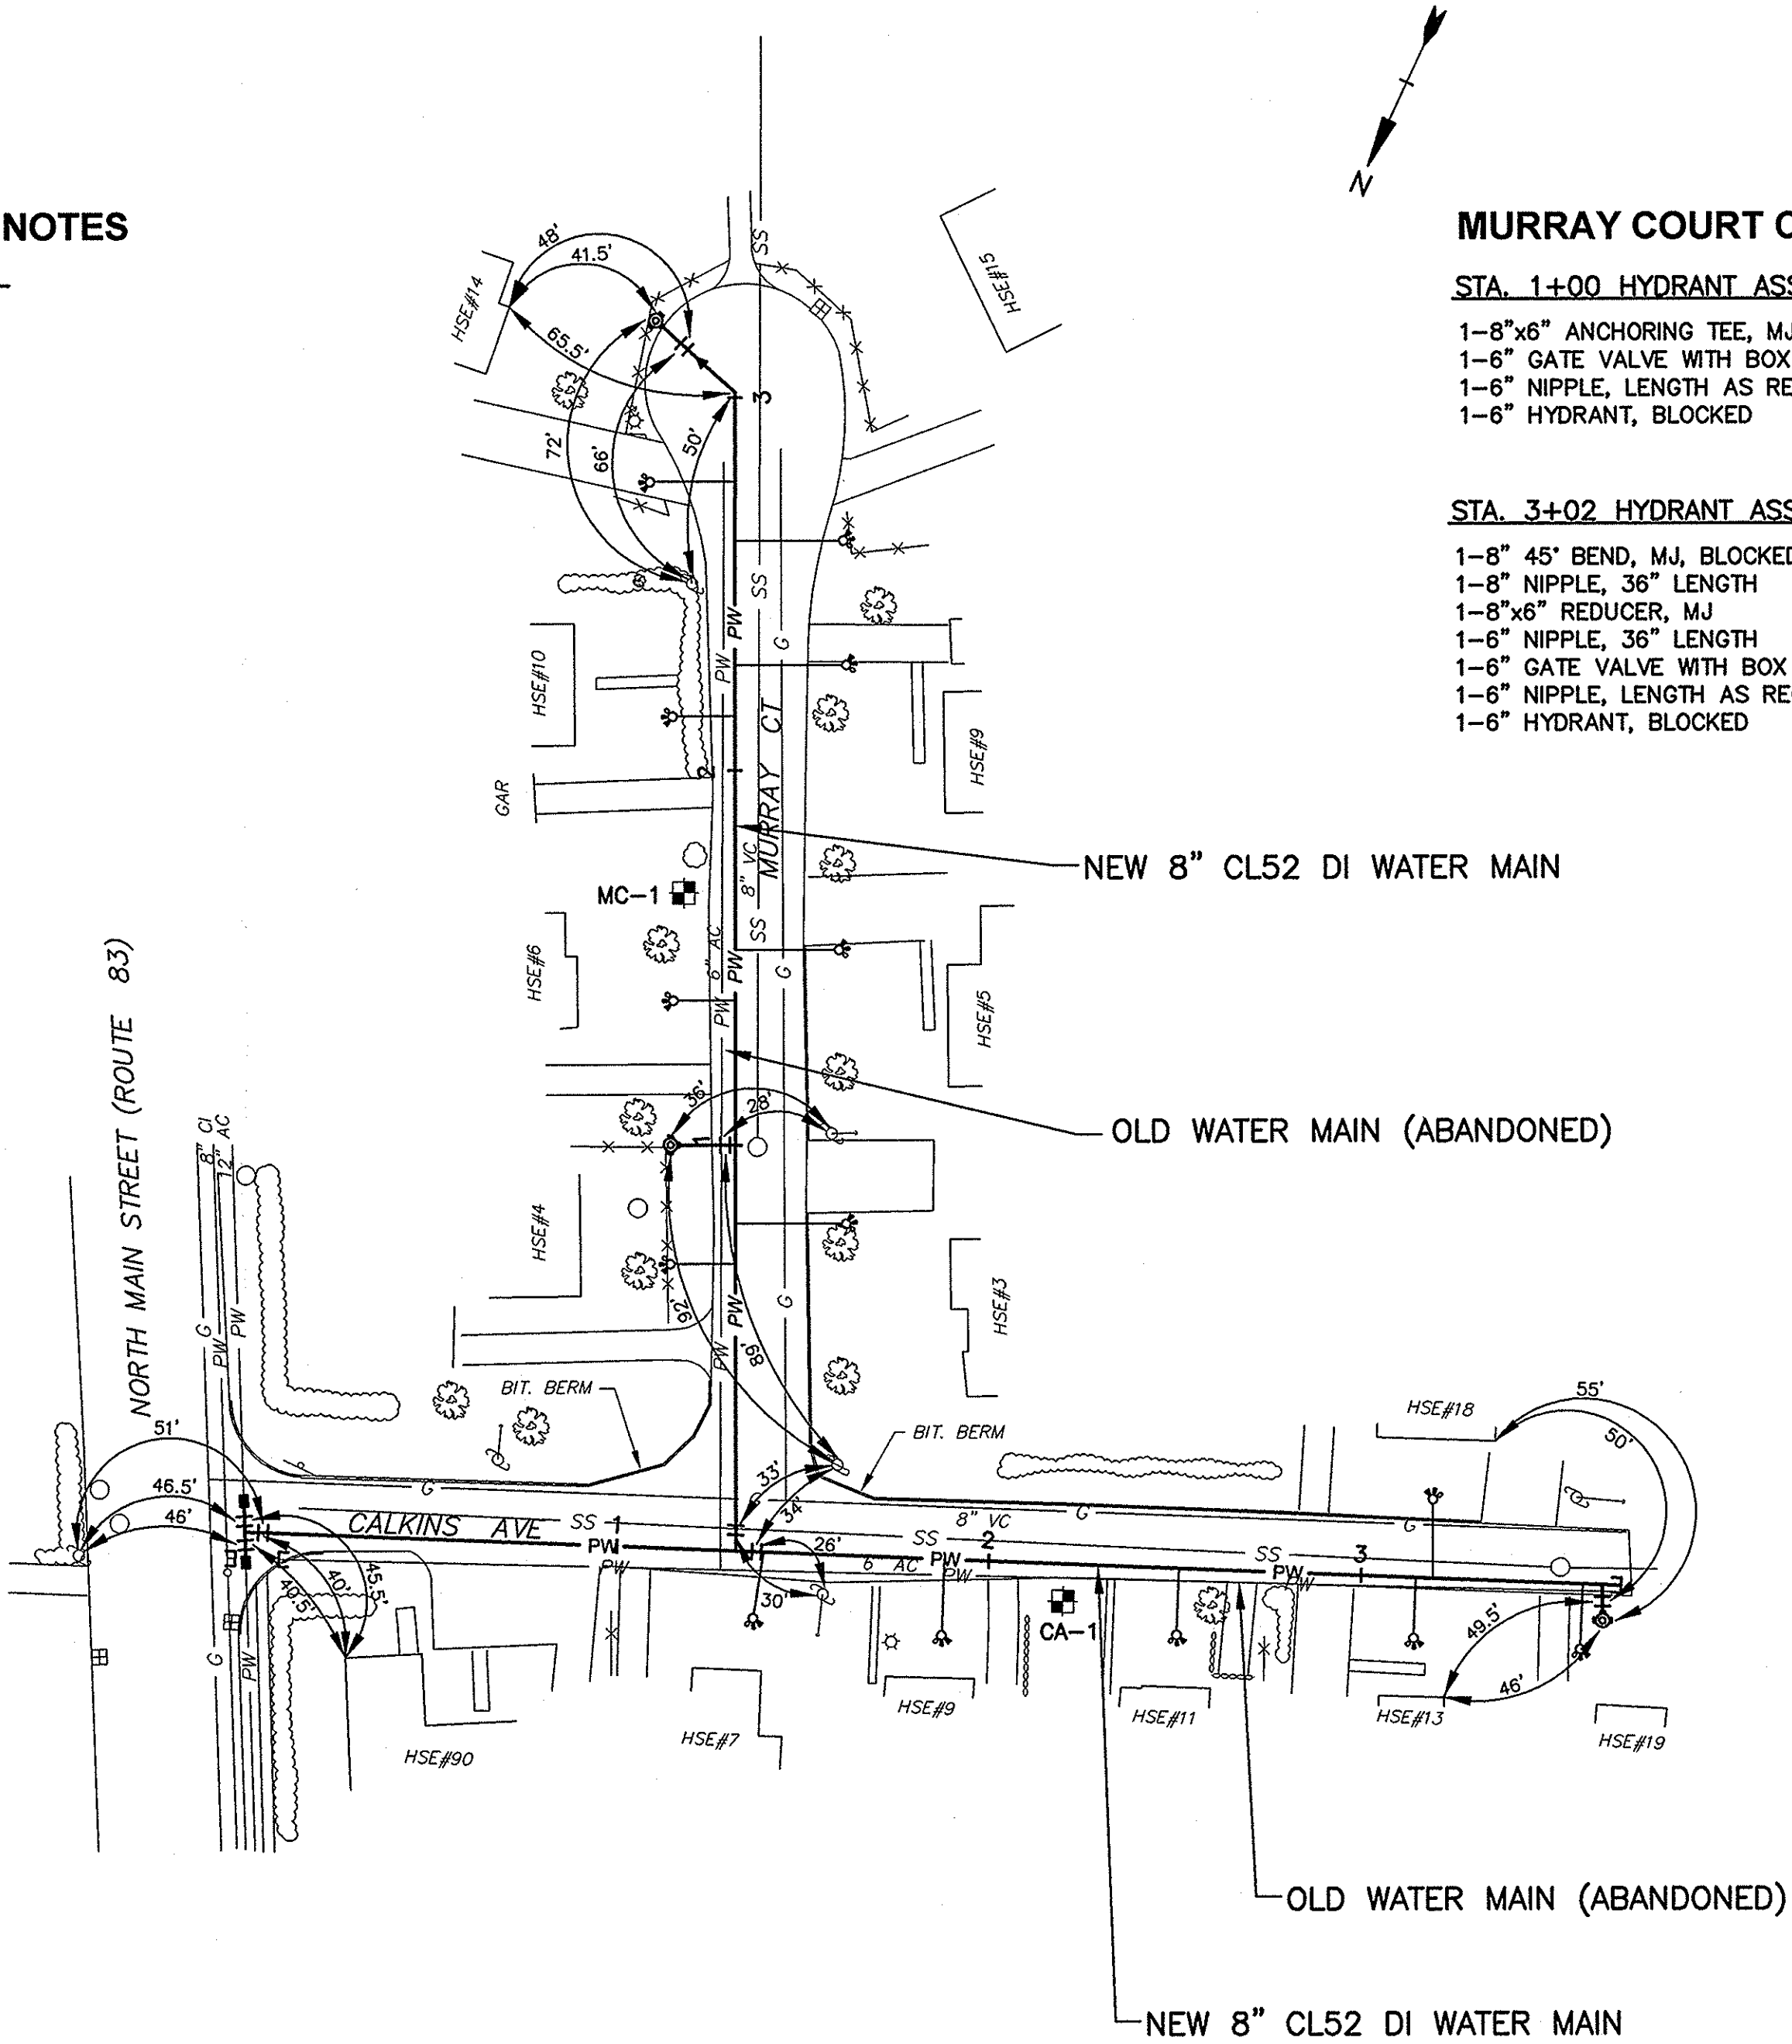 NOTES
N
MURRAY COURT C
STA. 1+00 HYDRANT ASS
1-8"x6" ANCHORING TEE, MJ
1-6" GATE VALVE WITH BOX
1-6" NIPPLE, LENGTH AS RE
1-6" HYDRANT, BLOCKED
STA. 3+02 HYDRANT ASS
1-8" 45° BEND, MJ, BLOCKED
1-8" NIPPLE, 36" LENGTH
1-8"x6" REDUCER, MJ
1-6" NIPPLE, 36" LENGTH
1-6" GATE VALVE WITH BOX
1-6" NIPPLE, LENGTH AS RE
1-6" HYDRANT, BLOCKED
48'
41.5'
HSE#14
65.5'
SS
HSE#15
3
72'
66'
50'
SS
PW
PW
G
HSE#10
MURRAY CT
HSE#9
2
GAR
NEW 8" CL52 DI WATER MAIN
8" VC
MC-1
SS
6" AC
PW
PW
G
HSE#6
HSE#5
NORTH MAIN STREET (ROUTE 83)
OLD WATER MAIN (ABANDONED)
36'
28'
1
8" CI
12" AC
HSE#4
HSE#3
G
PW
PW
G
PW
PW
92'
89'
BIT. BERM
BIT. BERM
51'
46.5'
46'
G
33'
34'
CALKINS AVE
SS
1
PW
PW
26'
30'
40.5'
40'
45.5'
8" VC
G
SS
2
PW
6" AC
PW
SS
3
PW
PW
G
HSE#18
55'
50'
49.5'
46'
CA-1
G
PW
HSE#90
HSE#7
HSE#9
HSE#11
HSE#13
HSE#19
OLD WATER MAIN (ABANDONED)
NEW 8" CL52 DI WATER MAIN